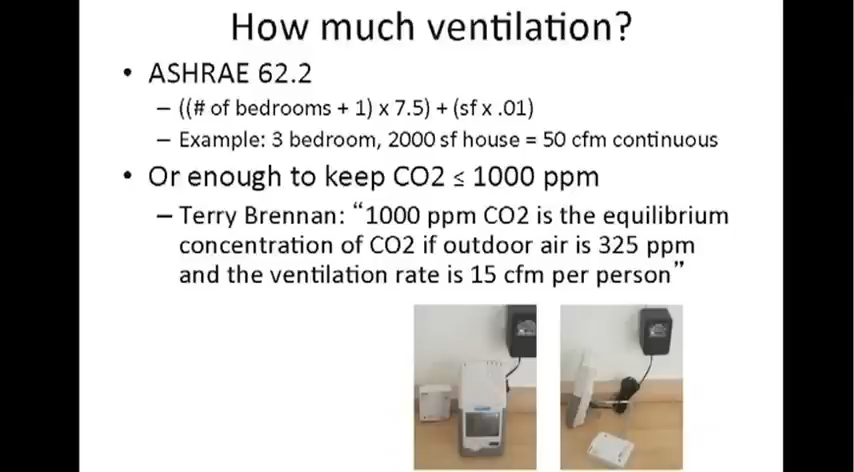 How much ventilation?
• ASHRAE 62.2
– ((# of bedrooms + 1) x 7.5) + (sf x .01)
– Example: 3 bedroom, 2000 sf house = 50 cfm continuous
• Or enough to keep CO2 ≤ 1000 ppm
– Terry Brennan: “1000 ppm CO2 is the equilibrium
concentration of CO2 if outdoor air is 325 ppm
and the ventilation rate is 15 cfm per person”